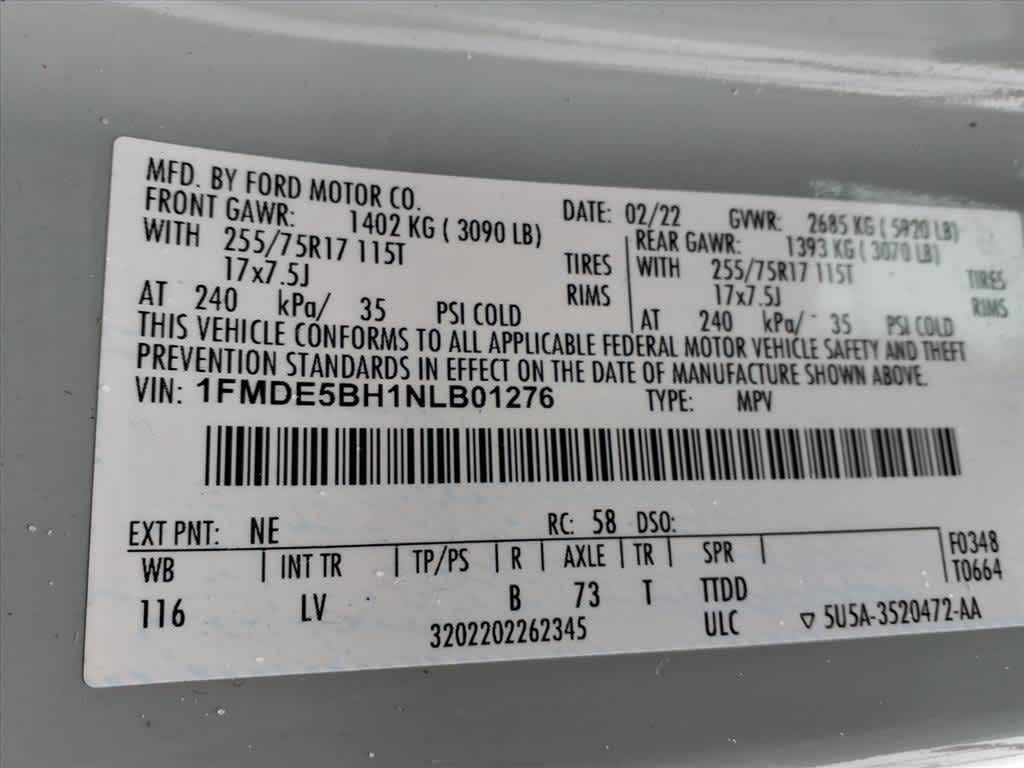 MFD. BY FORD MOTOR CO.
DATE: 02/22 GVWR: 2685 KG ( 5920 LB)
FRONT GAWR: 1402 KG ( 3090 LB)
REAR GAWR: 1393 KG ( 3070 LB)
WITH 255/75R17 115T TIRES
WITH 255/75R17 115T TIRES
17x7.5J RIMS
17x7.5J RIMS
AT 240 kPa/ 35 PSI COLD
AT 240 kPa/ 35 PSI COLD
THIS VEHICLE CONFORMS TO ALL APPLICABLE FEDERAL MOTOR VEHICLE SAFETY AND THEFT
PREVENTION STANDARDS IN EFFECT ON THE DATE OF MANUFACTURE SHOWN ABOVE.
VIN: 1FMDE5BH1NLB01276 TYPE: MPV
EXT PNT: NE RC: 58 DSO:
WB | INT TR | TP/PS | R | AXLE | TR | SPR |
F0348
T0664
116 LV B 73 T TTDD
3202202262345 ULC ▽ 5U5A-3520472-AA